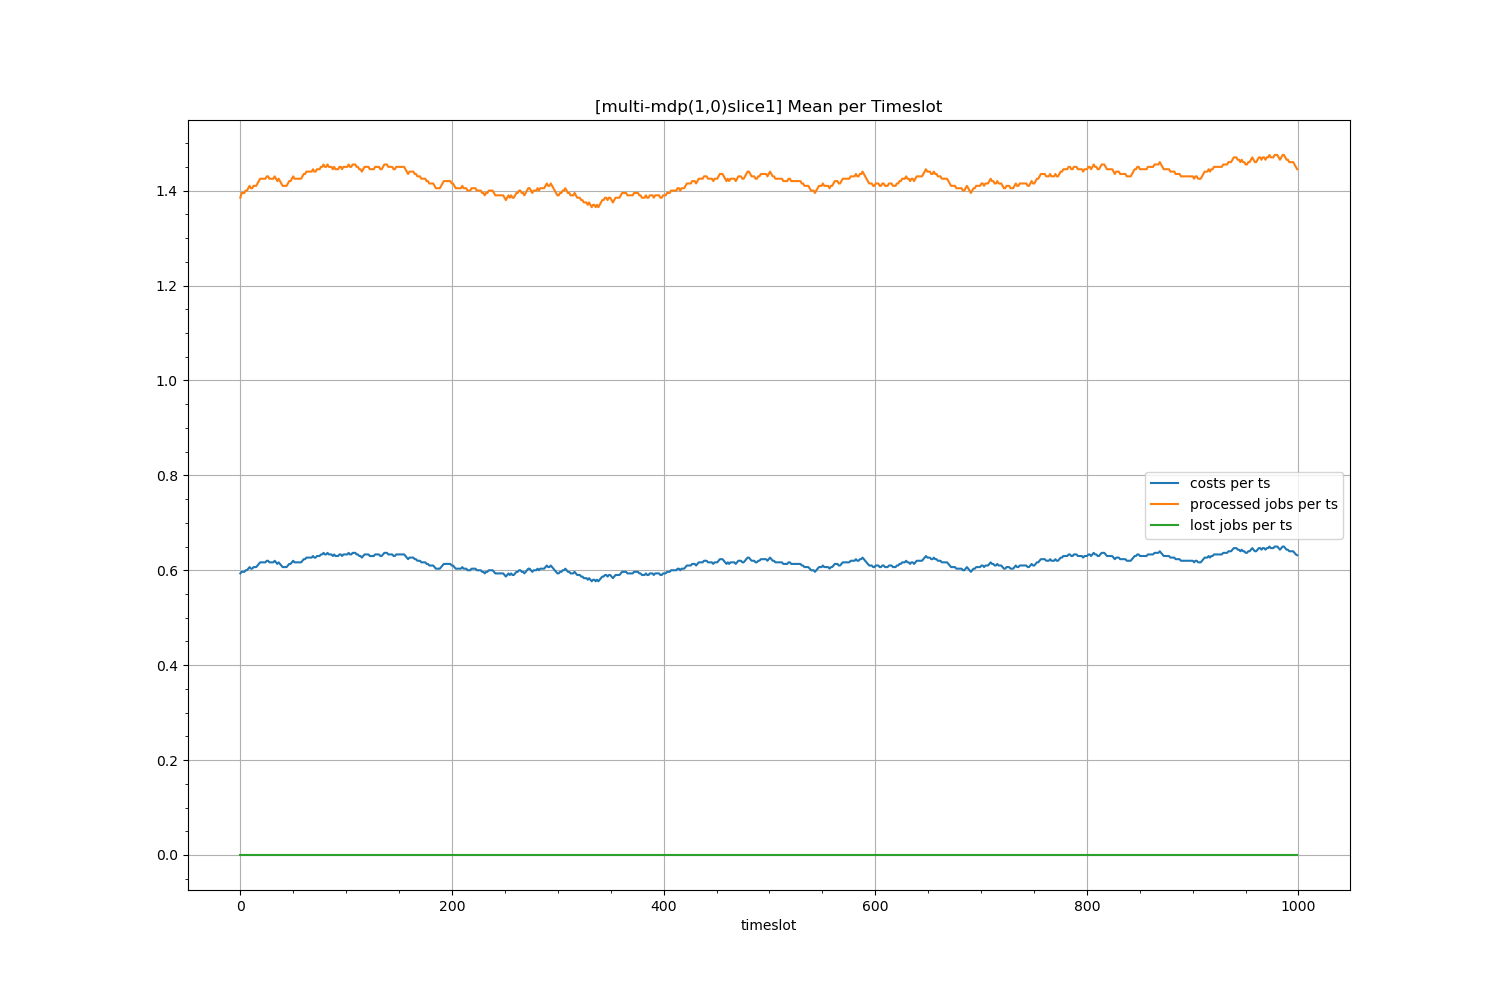 [multi-mdp(1,0)slice1] Mean per Timeslot
1.4
1.2
1.0
0.8
0.6
0.4
0.2
0.0
costs per ts
processed jobs per ts
lost jobs per ts
0 200 400 600 800 1000
timeslot